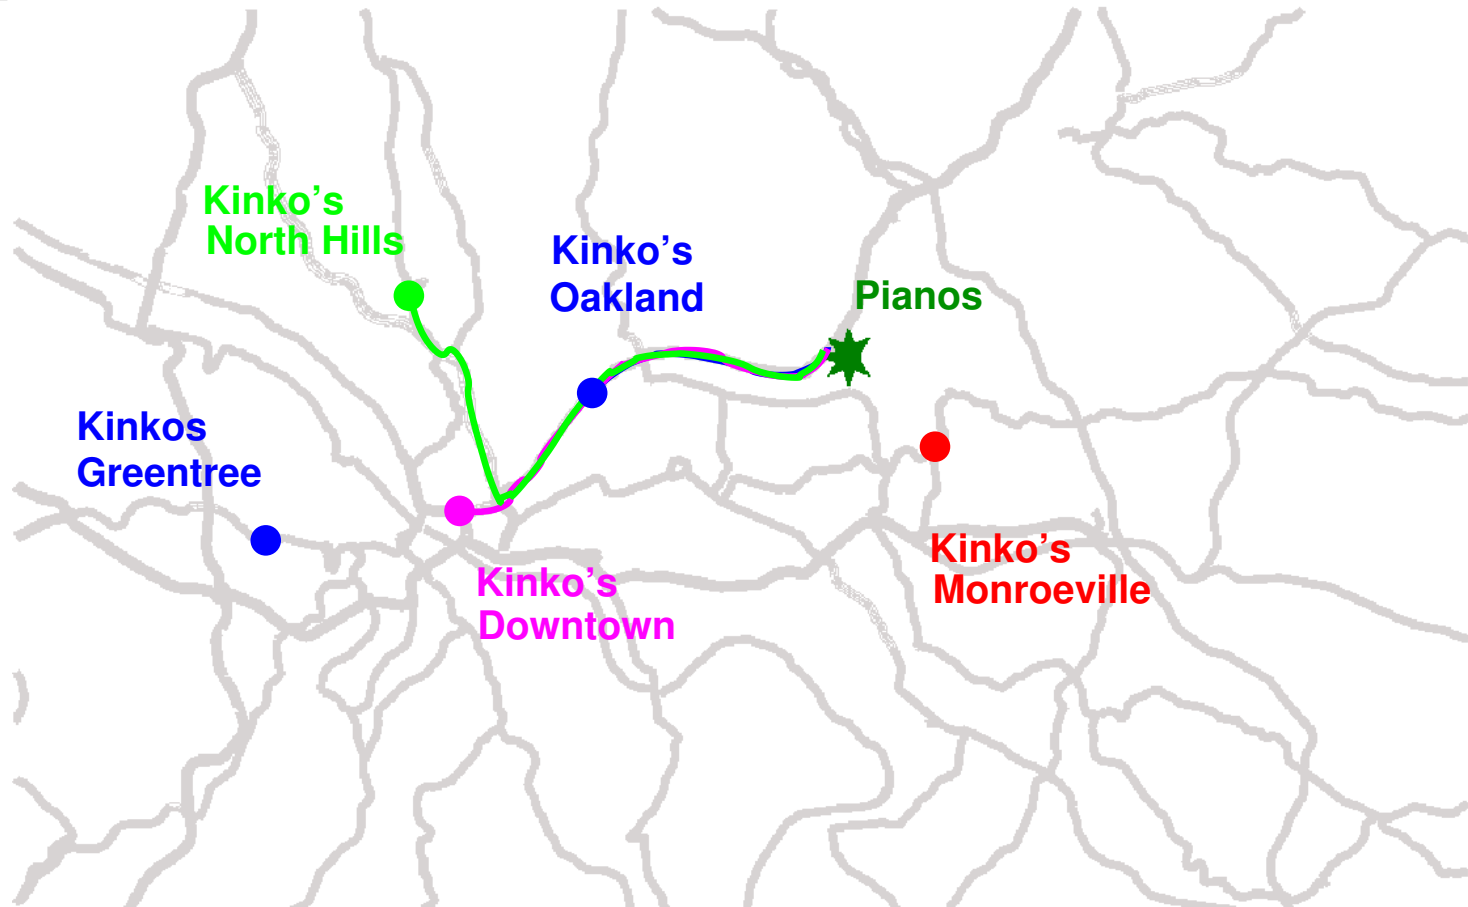 Kinko’s
North Hills
Kinko’s
Oakland
Pianos
Kinkos
Greentree
Kinko’s
Downtown
Kinko’s
Monroeville